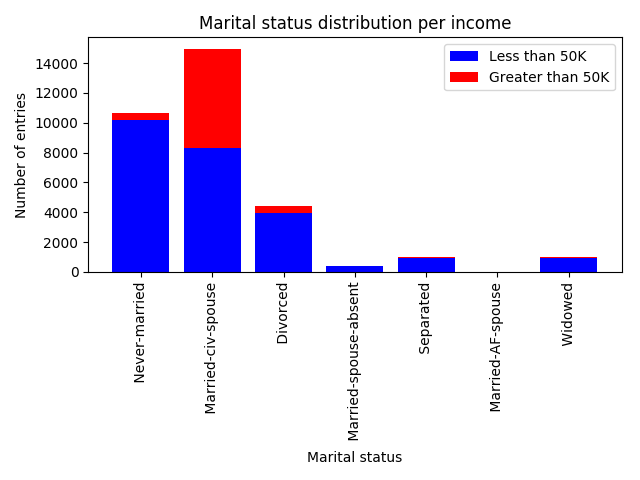 Marital status distribution per income
Less than 50K
Greater than 50K
Number of entries
14000
12000
10000
8000
6000
4000
2000
0
Never-married
Married-civ-spouse
Divorced
Married-spouse-absent
Separated
Married-AF-spouse
Widowed
Marital status